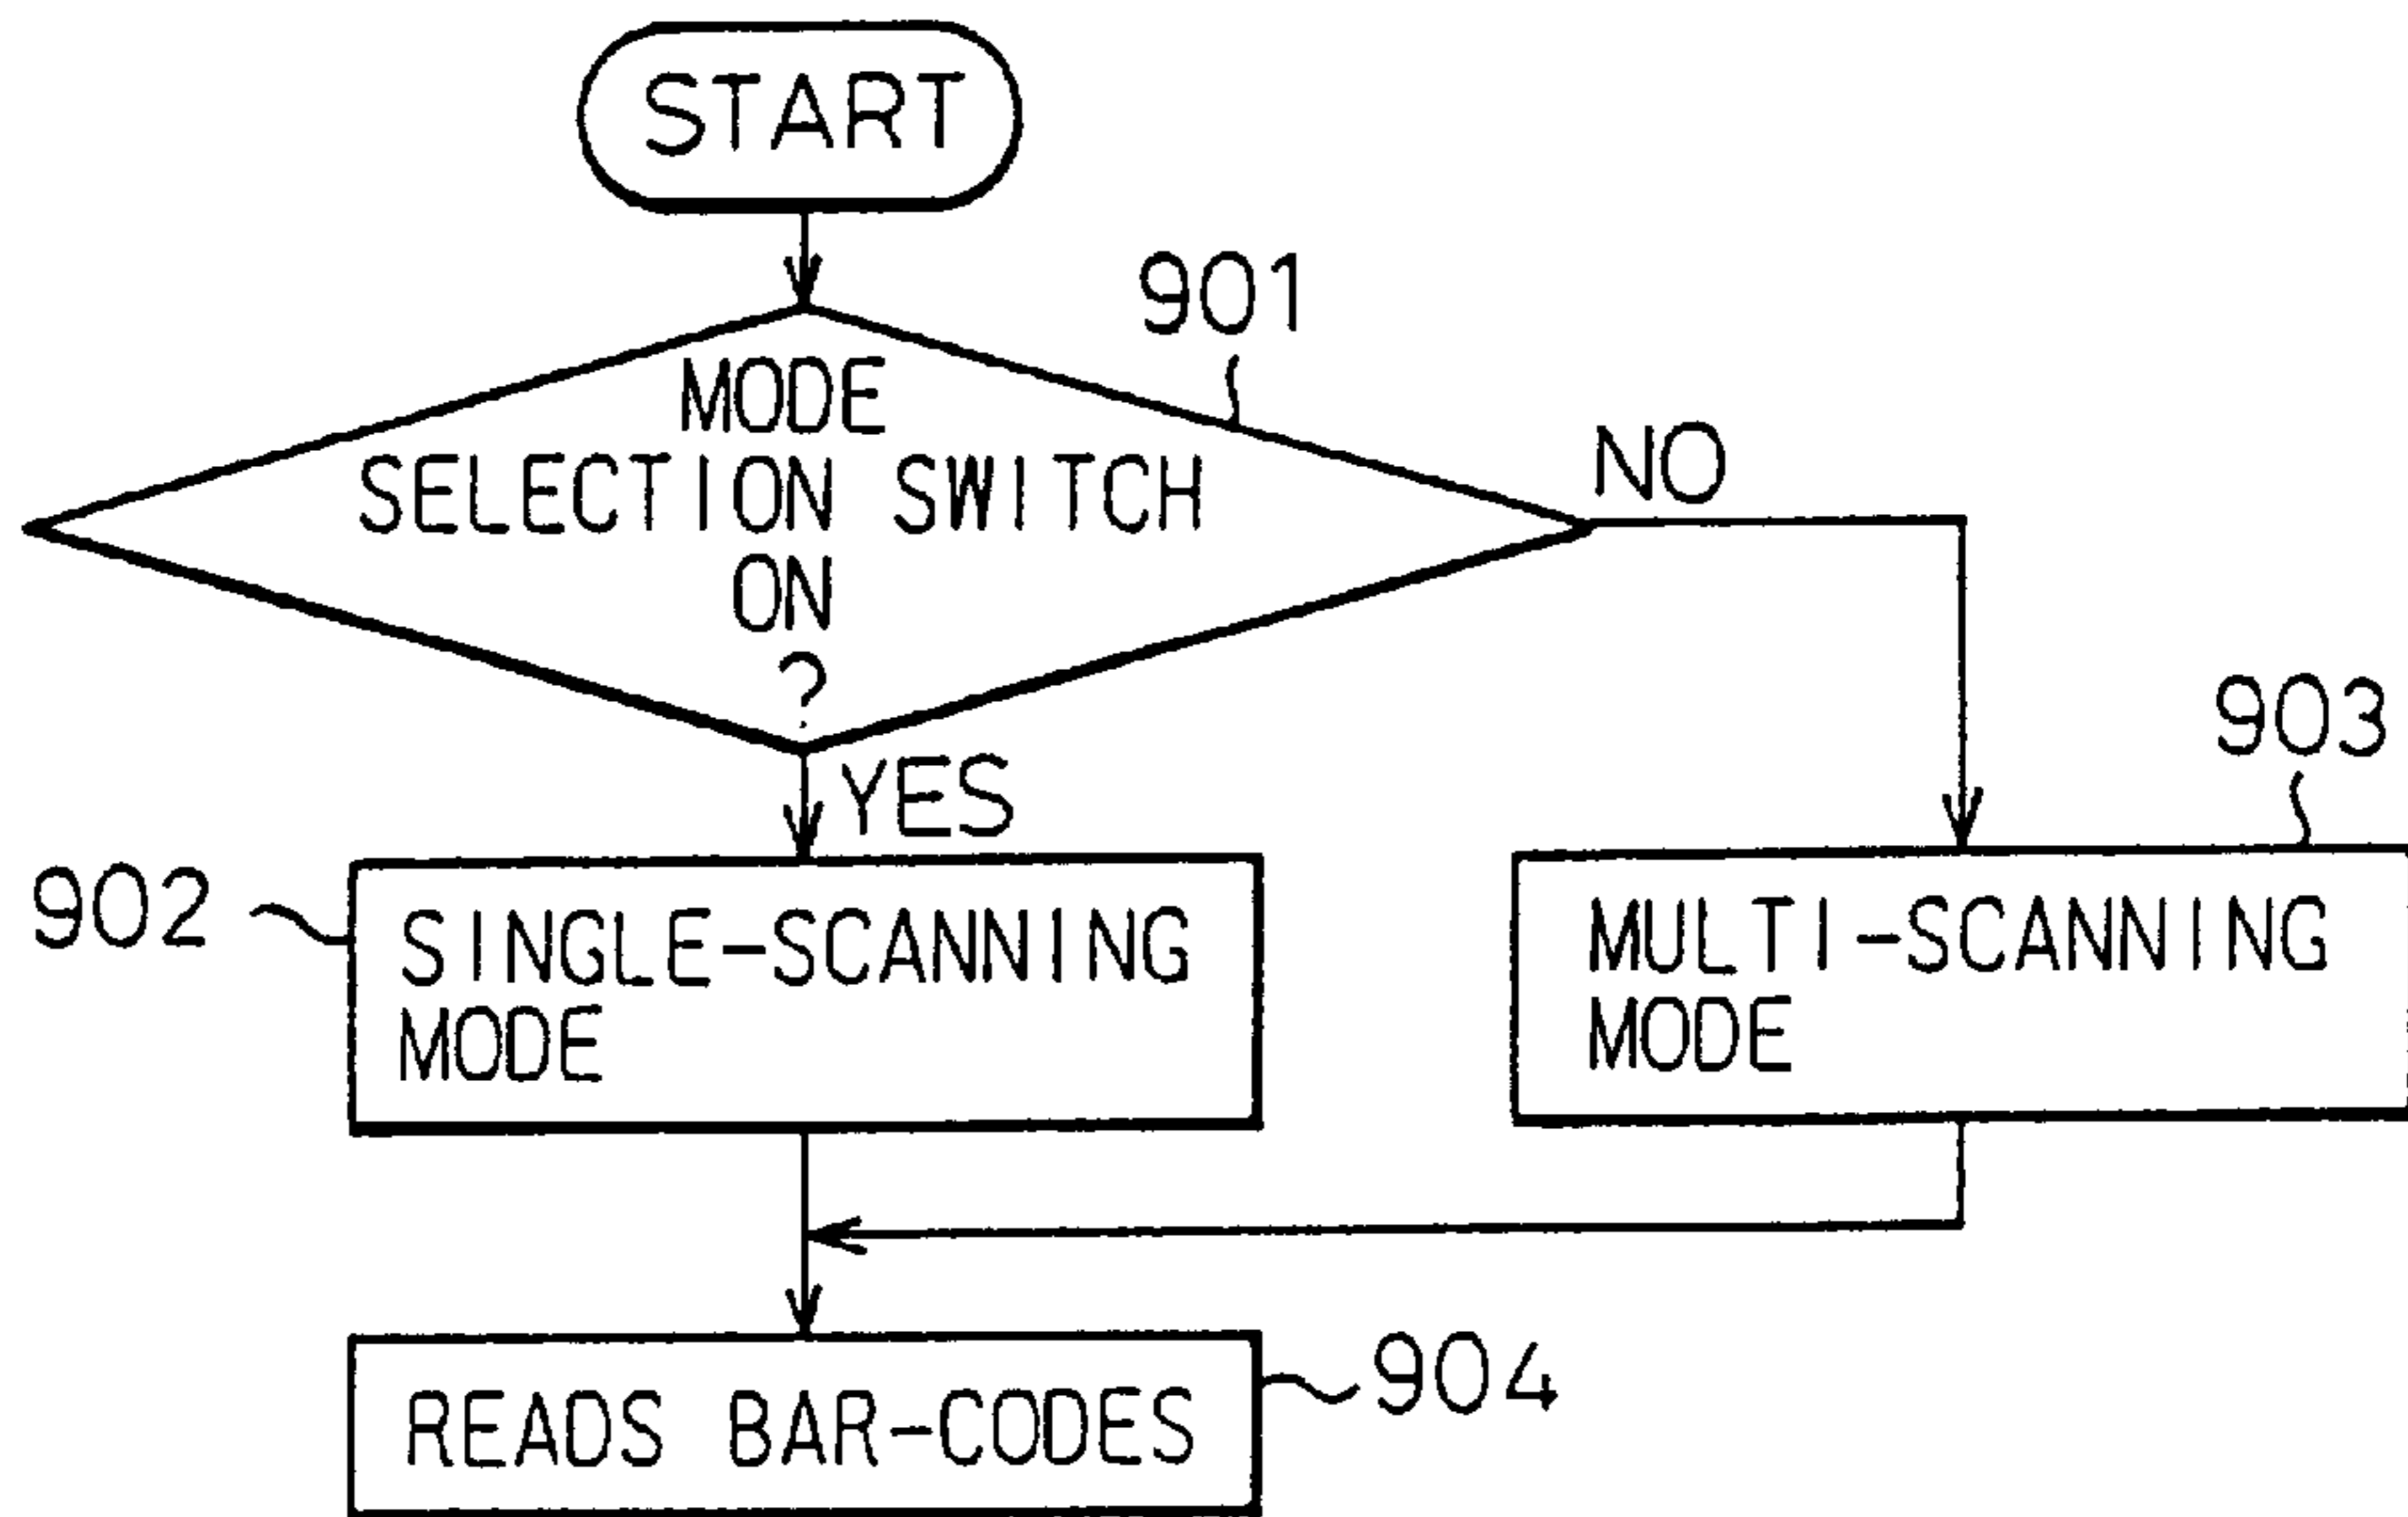 START
901
MODE
SELECTION SWITCH
ON
?
NO
YES
903
902
SINGLE-SCANNING
MODE
MULTI-SCANNING
MODE
READS BAR-CODES
904